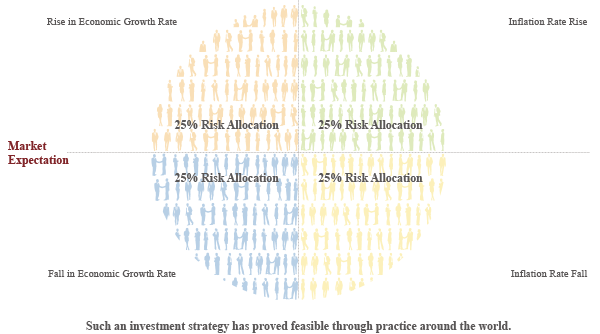 Rise in Economic Growth Rate
Inflation Rate Rise
25% Risk Allocation
25% Risk Allocation
Market
Expectation
25% Risk Allocation
25% Risk Allocation
Fall in Economic Growth Rate
Inflation Rate Fall
Such an investment strategy has proved feasible through practice around the world.